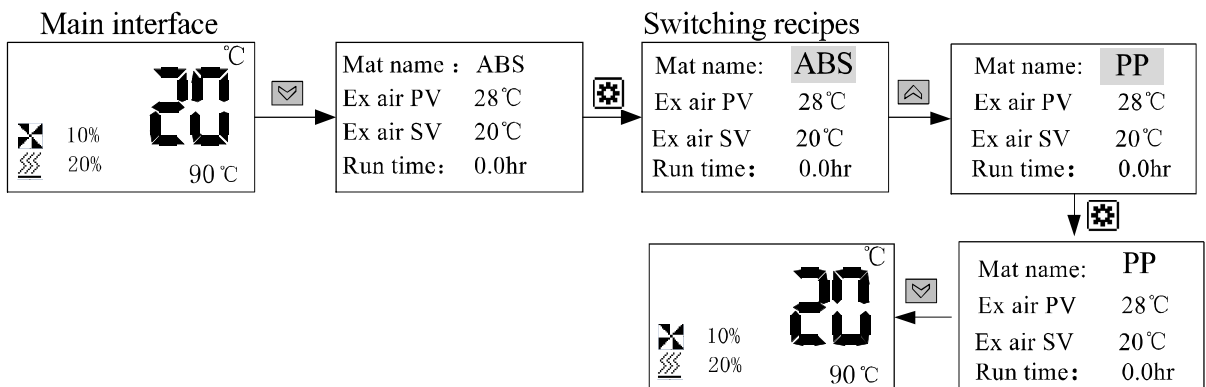 Main interface
℃
20
10%
20%
90℃
Mat name： ABS
Ex air PV 28℃
Ex air SV 20℃
Run time： 0.0hr
Switching recipes
Mat name: ABS
Ex air PV 28℃
Ex air SV 20℃
Run time： 0.0hr
Mat name: PP
Ex air PV 28℃
Ex air SV 20℃
Run time： 0.0hr
Mat name: PP
Ex air PV 28℃
Ex air SV 20℃
Run time： 0.0hr
℃
20
10%
20%
90℃